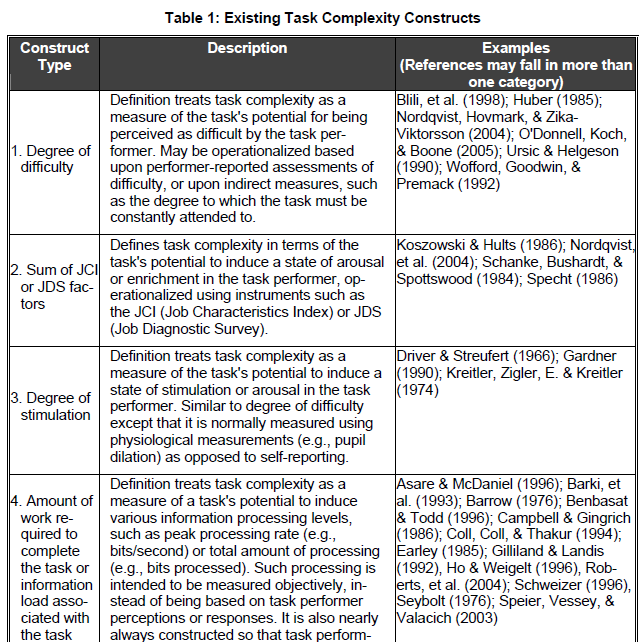 Table 1: Existing Task Complexity Constructs
Construct
Type
Description
Examples
(References may fall in more than
one category)
1. Degree of
difficulty
Definition treats task complexity as a
measure of the task's potential for being
perceived as difficult by the task per-
former. May be operationalized based
upon performer-reported assessments of
difficulty, or upon indirect measures, such
as the degree to which the task must be
constantly attended to.
Blili, et al. (1998); Huber (1985);
Nordqvist, Hovmark, & Zika-
Viktorsson (2004); O'Donnell, Koch,
& Boone (2005); Ursic & Helgeson
(1990); Wofford, Goodwin, &
Premack (1992)
2. Sum of JCI
or JDS fac-
tors
Defines task complexity in terms of the
task's potential to induce a state of arousal
or enrichment in the task performer, op-
erationalized using instruments such as
the JCI (Job Characteristics Index) or JDS
(Job Diagnostic Survey).
Koszowski & Hults (1986); Nordqvist,
et al. (2004); Schanke, Bushardt, &
Spottswood (1984); Specht (1986)
3. Degree of
stimulation
Definition treats task complexity as a
measure of the task's potential to induce a
state of stimulation or arousal in the task
performer. Similar to degree of difficulty
except that it is normally measured using
physiological measurements (e.g., pupil
dilation) as opposed to self-reporting.
Driver & Streufert (1966); Gardner
(1990); Kreitler, Zigler, E. & Kreitler
(1974)
4. Amount of
work re-
quired to
complete
the task or
information
load asso-
ciated with
the task
Definition treats task complexity as a
measure of a task's potential to induce
various information processing levels,
such as peak processing rate (e.g.,
bits/second) or total amount of processing
(e.g., bits processed). Such processing is
intended to be measured objectively, in-
stead of being based on task performer
perceptions or responses. It is also nearly
always constructed so that task perform-
Asare & McDaniel (1996); Barki, et
al. (1993); Barrow (1976); Benbasat
& Todd (1996); Campbell & Gingrich
(1986); Coll, Coll, & Thakur (1994);
Earley (1985); Gilliland & Landis
(1992), Ho & Weigelt (1996), Rob-
erts, et al. (2004); Schweizer (1996),
Seybolt (1976); Speier, Vessey, &
Valacich (2003)